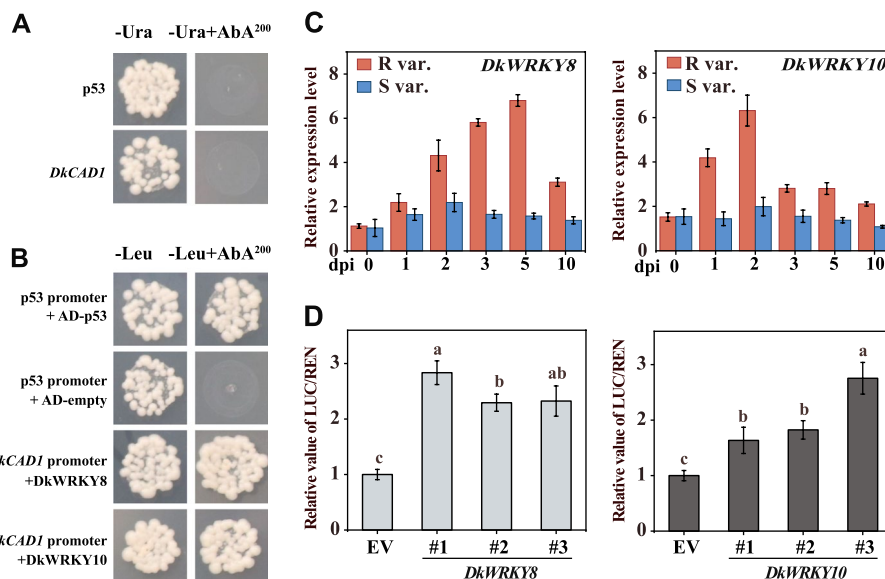 A
-Ura -Ura+AbA²⁰⁰
p53
DkCAD1
B
-Leu -Leu+AbA²⁰⁰
p53 promoter
+ AD-p53
p53 promoter
+ AD-empty
kCAD1 promoter
+DkWRKY8
kCAD1 promoter
+DkWRKY10
C
Relative expression level
8
6
4
2
0
R var.
S var.
DkWRKY8
dpi 0 1 2 3 5 10
Relative expression level
8
6
4
2
0
R var.
S var.
DkWRKY10
dpi 0 1 2 3 5 10
D
Relative value of LUC/REN
3
2
1
0
c a b ab
EV #1 #2 #3
DkWRKY8
Relative value of LUC/REN
3
2
1
0
c b b a
EV #1 #2 #3
DkWRKY10